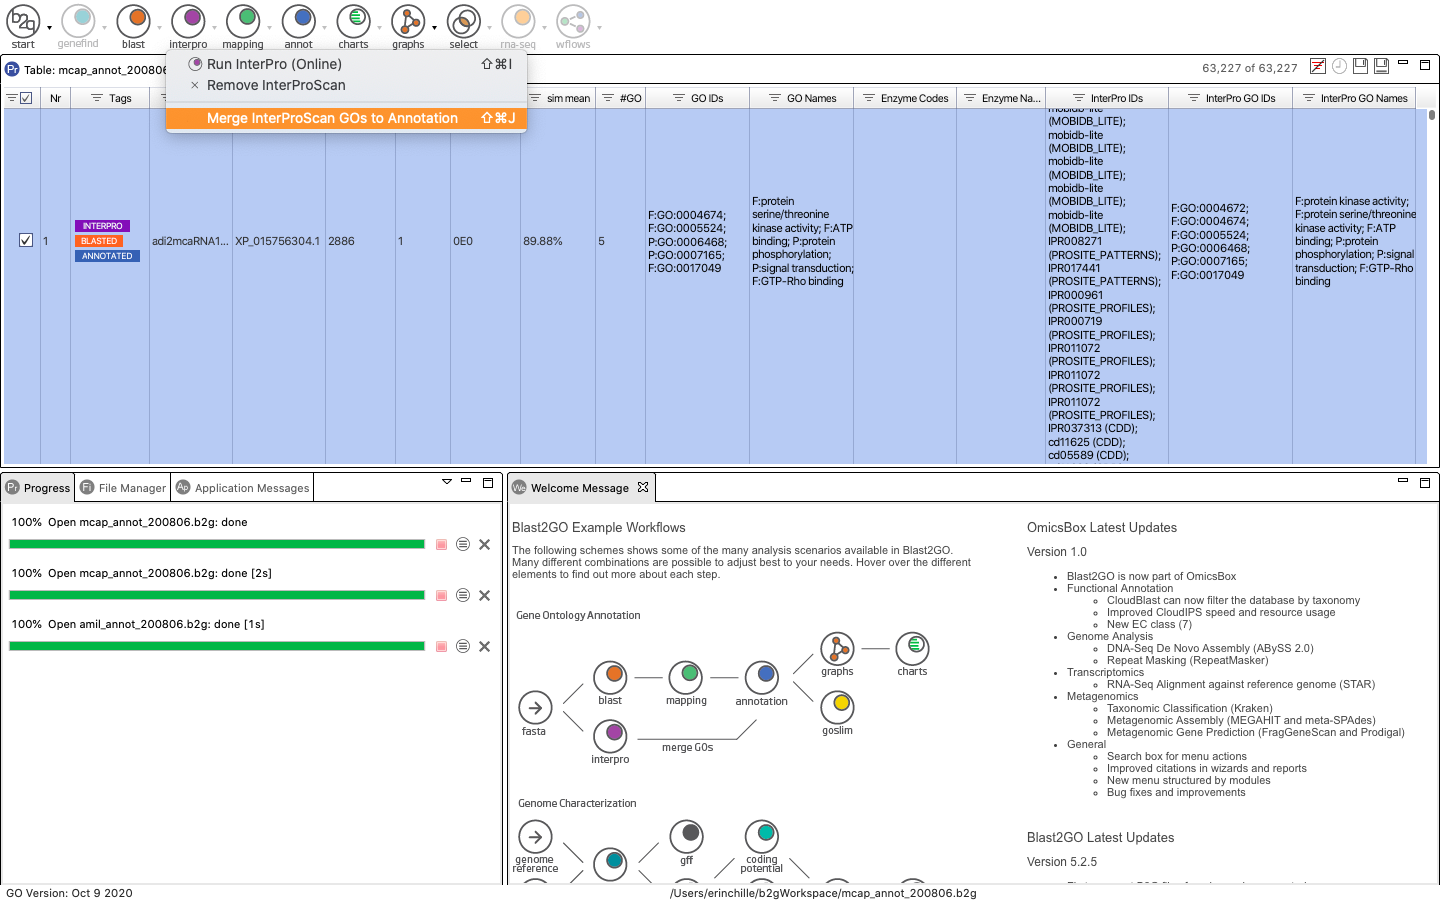 b2g
start
genefind
blast
interpro
mapping
annot
charts
graphs
select
rna-seq
wflows
Run InterPro (Online) ⇧⌘I
Remove InterProScan
Merge InterProScan GOs to Annotation ⇧⌘J
Pr Table: mcap_annot_200806
63,227 of 63,227
Nr
Tags
sim mean
#GO
GO IDs
GO Names
Enzyme Codes
Enzyme Na...
InterPro IDs
InterPro GO IDs
InterPro GO Names
1
INTERPRO
BLASTED
ANNOTATED
adi2mcaRNA1...
XP_015756304.1
2886
1
0E0
89.88%
5
F:GO:0004674;
F:GO:0005524;
P:GO:0006468;
P:GO:0007165;
F:GO:0017049
F:protein
serine/threonine
kinase activity; F:ATP
binding; P:protein
phosphorylation;
P:signal transduction;
F:GTP-Rho binding
mobidb-lite
(MOBIDB_LITE);
mobidb-lite
(MOBIDB_LITE);
mobidb-lite
(MOBIDB_LITE);
mobidb-lite
(MOBIDB_LITE);
mobidb-lite
(MOBIDB_LITE);
IPR008271
(PROSITE_PATTERNS);
IPR017441
(PROSITE_PATTERNS);
IPR000961
(PROSITE_PROFILES);
IPR000719
(PROSITE_PROFILES);
IPR011072
(PROSITE_PROFILES);
IPR011072
(PROSITE_PROFILES);
IPR011072
(PROSITE_PROFILES);
IPR037313 (CDD);
cd11625 (CDD);
cd05589 (CDD);
F:GO:0004672;
F:GO:0004674;
F:GO:0005524;
P:GO:0006468;
P:GO:0007165;
F:GO:0017049
F:protein kinase activity;
F:protein serine/threonine
kinase activity; F:ATP
binding; P:protein
phosphorylation; P:signal
transduction; F:GTP-Rho
binding
Pr Progress
Fi File Manager
Ap Application Messages
100% Open mcap_annot_200806.b2g: done
100% Open mcap_annot_200806.b2g: done [2s]
100% Open amil_annot_200806.b2g: done [1s]
We Welcome Message
Blast2GO Example Workflows
The following schemes shows some of the many analysis scenarios available in Blast2GO.
Many different combinations are possible to adjust best to your needs. Hover over the different
elements to find out more about each step.
Gene Ontology Annotation
fasta
blast
mapping
annotation
graphs
charts
goslim
interpro
merge GOs
Genome Characterization
genome
reference
gff
coding
potential
OmicsBox Latest Updates
Version 1.0
Blast2GO is now part of OmicsBox
Functional Annotation
CloudBlast can now filter the database by taxonomy
Improved CloudIPS speed and resource usage
New EC class (7)
Genome Analysis
DNA-Seq De Novo Assembly (ABySS 2.0)
Repeat Masking (RepeatMasker)
Transcriptomics
RNA-Seq Alignment against reference genome (STAR)
Metagenomics
Taxonomic Classification (Kraken)
Metagenomic Assembly (MEGAHIT and meta-SPAdes)
Metagenomic Gene Prediction (FragGeneScan and Prodigal)
General
Search box for menu actions
Improved citations in wizards and reports
New menu structured by modules
Bug fixes and improvements
Blast2GO Latest Updates
Version 5.2.5
GO Version: Oct 9 2020
/Users/erinchille/b2gWorkspace/mcap_annot_200806.b2g